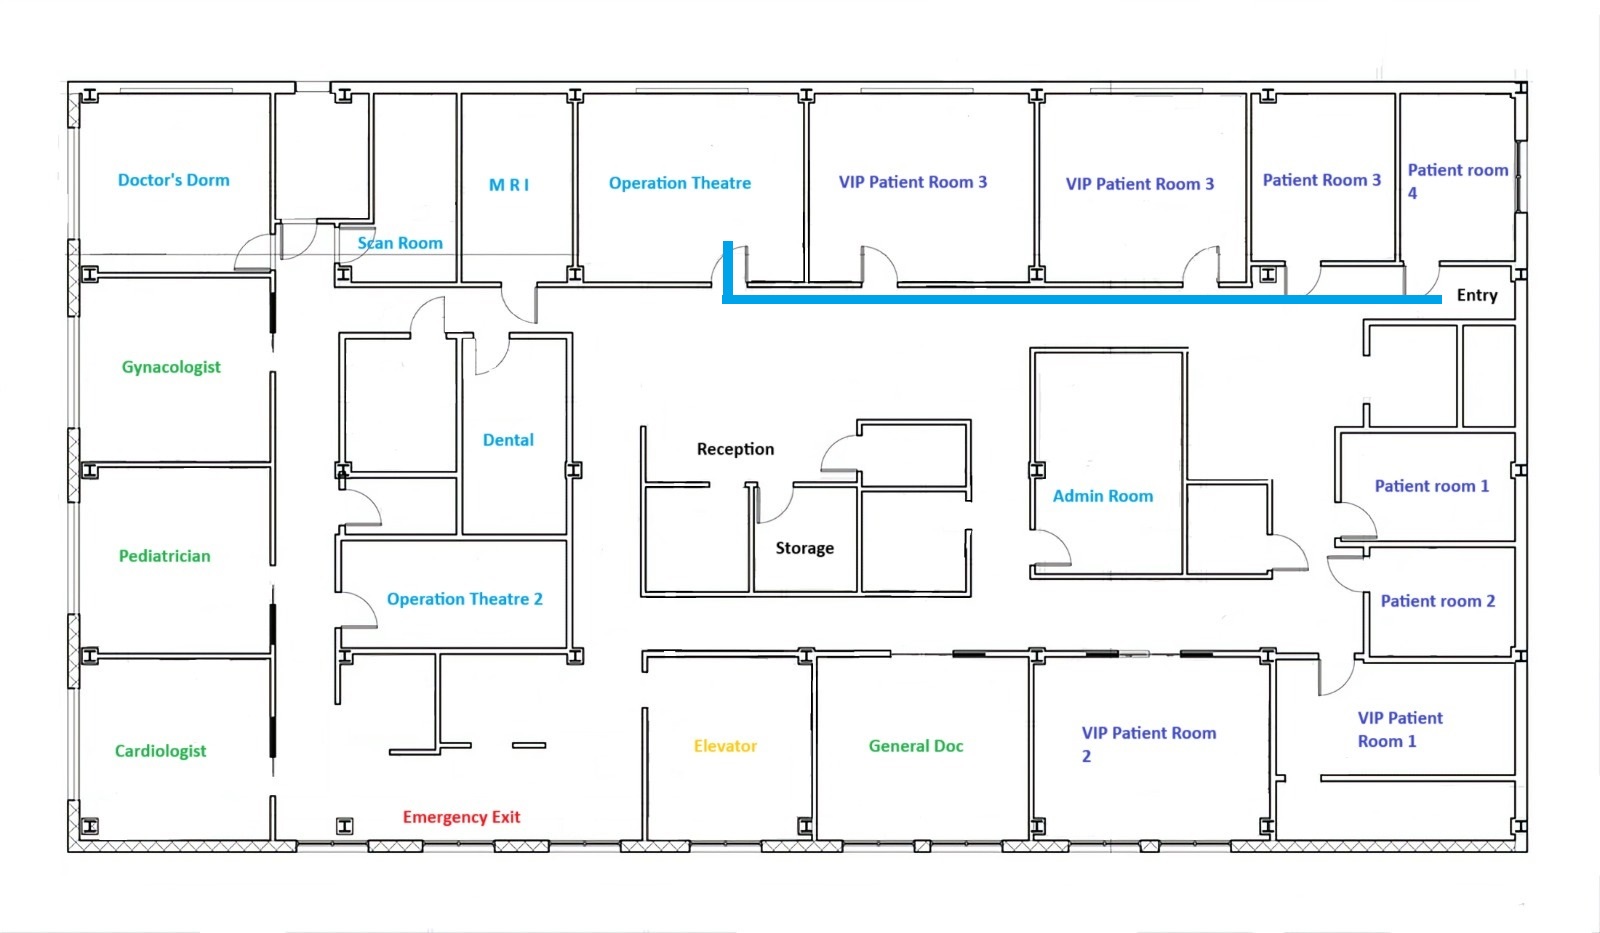 Doctor's Dorm
Scan Room
M R I
Operation Theatre
VIP Patient Room 3
VIP Patient Room 3
Patient Room 3
Patient room
4
Entry
Gynacologist
Dental
Reception
Admin Room
Patient room 1
Pediatrician
Storage
Operation Theatre 2
Patient room 2
Cardiologist
Elevator
General Doc
VIP Patient Room
2
VIP Patient
Room 1
Emergency Exit